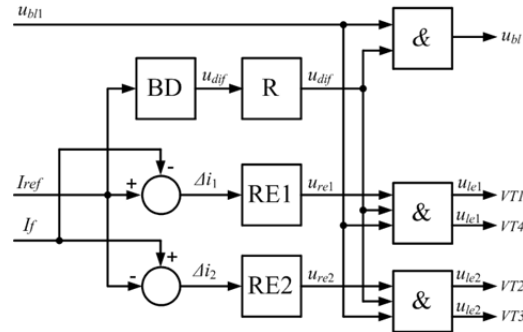 u_bl1
&
u_bl
BD
u_dif
R
u_dif
I_ref
+
-
Δi_1
RE1
u_re1
&
u_le1
VT1
u_le1
VT4
I_f
+
-
Δi_2
RE2
u_re2
&
u_le2
VT2
u_le2
VT3